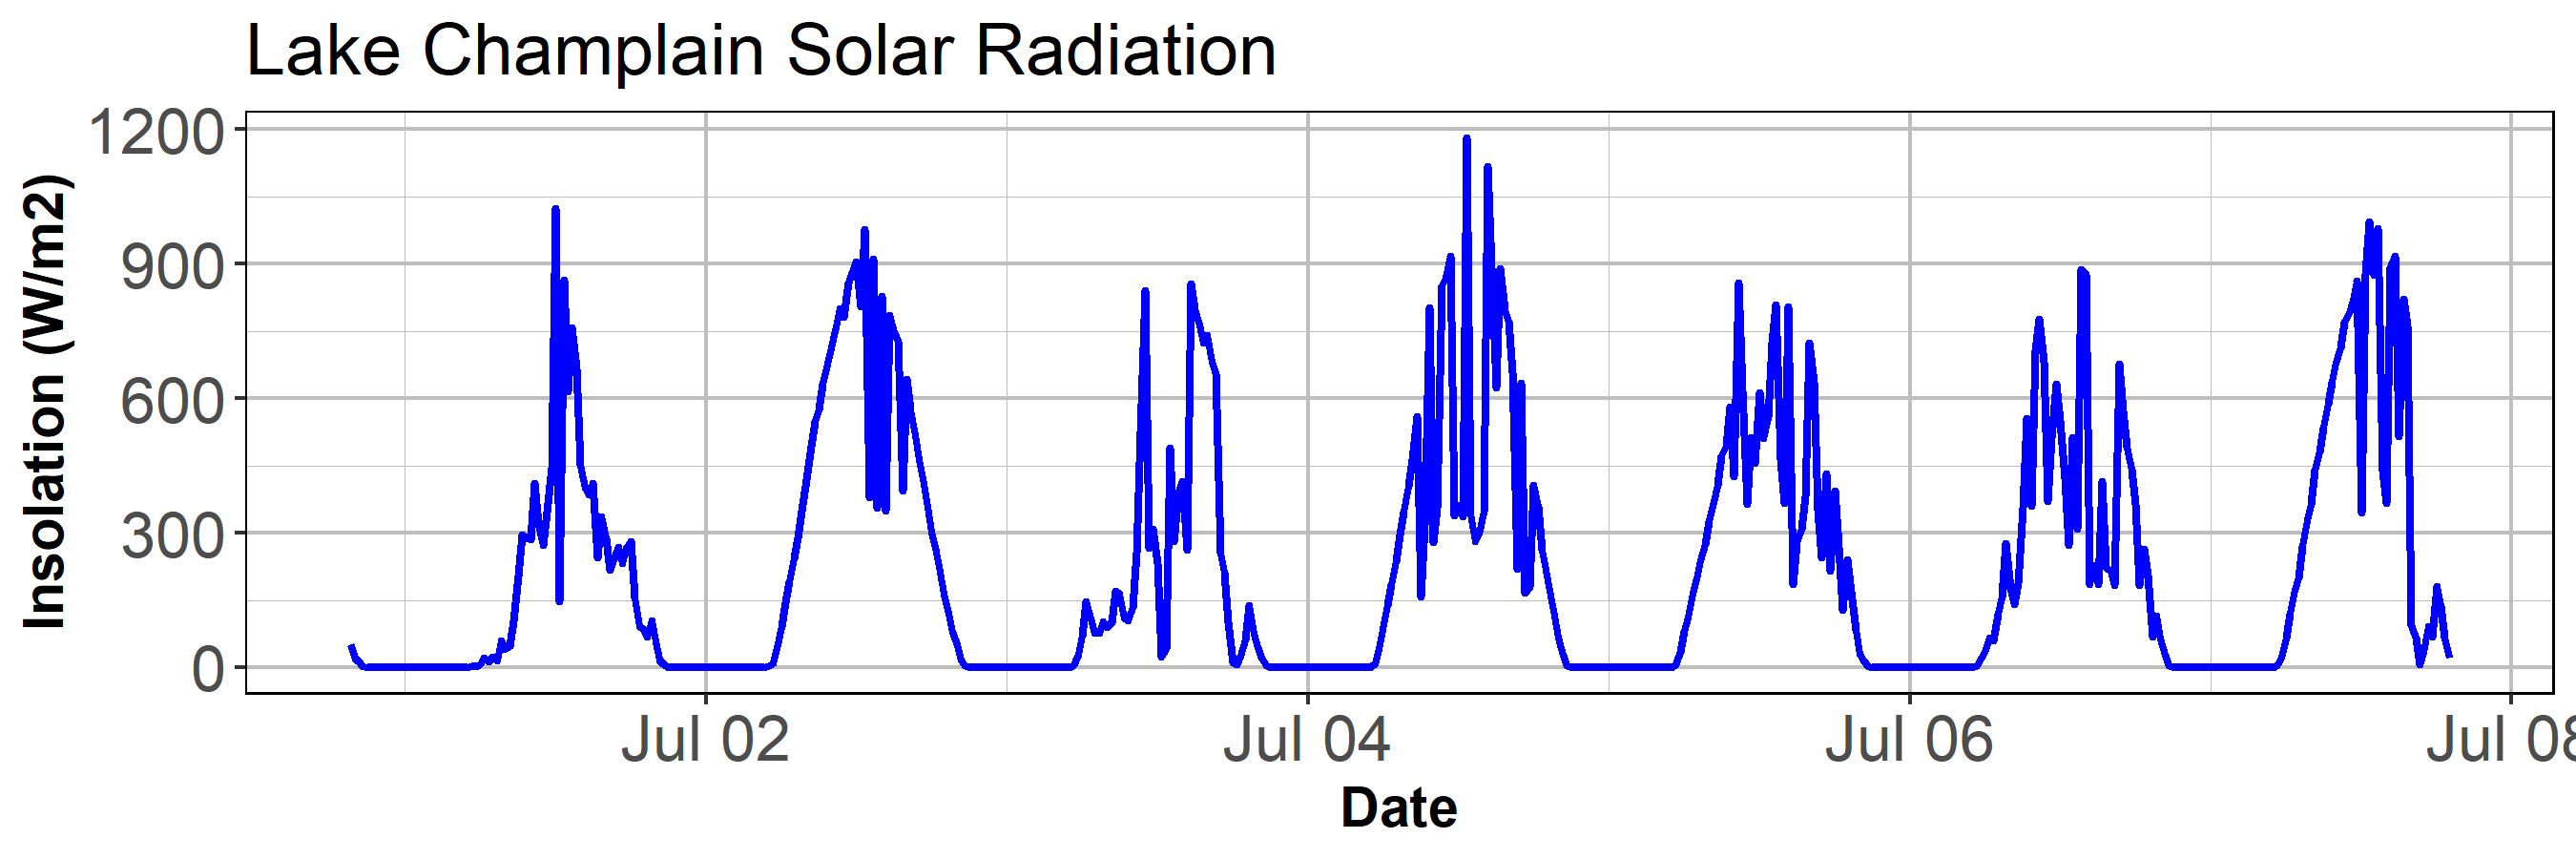 Lake Champlain Solar Radiation
Insolation (W/m2)
1200
900
600
300
0
Jul 02
Jul 04
Jul 06
Jul 08
Date